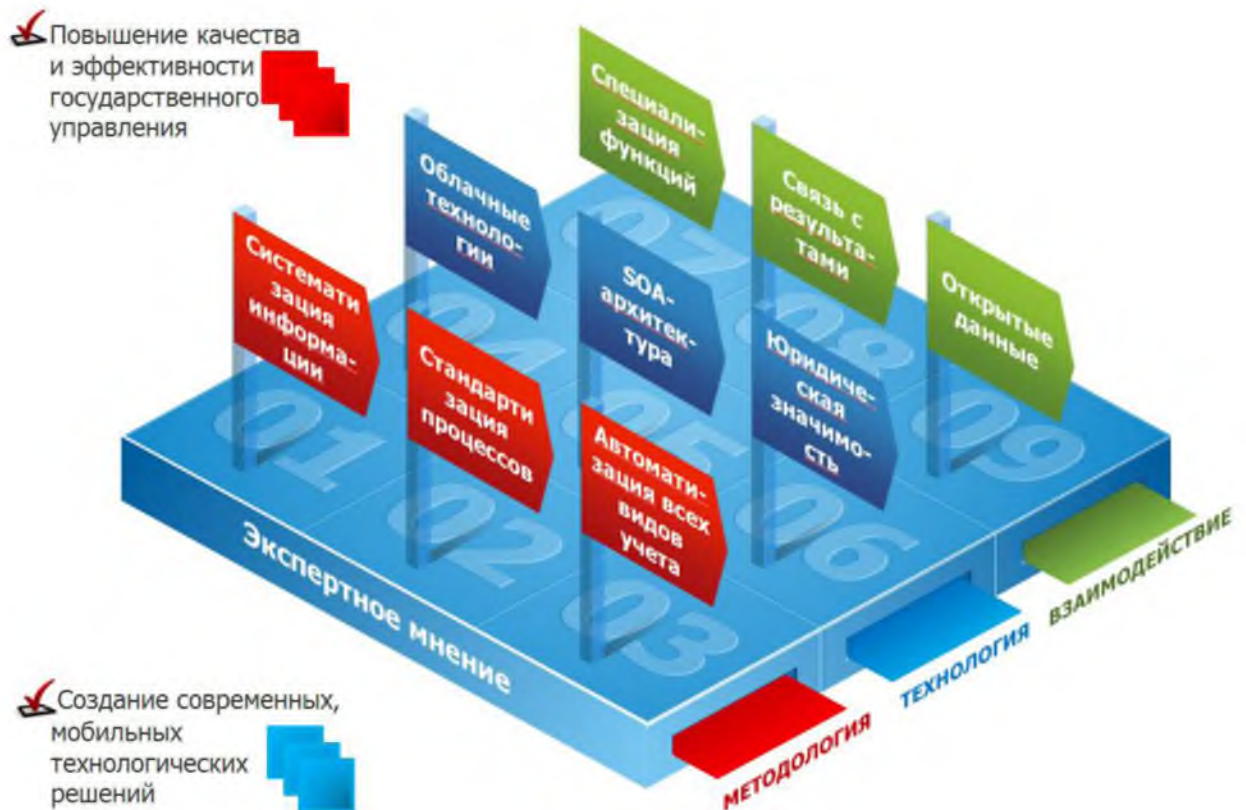 Повышение качества
и эффективности
государственного
управления
Специали-
зация
функций
Облачные
техноло-
гии
Связь с
результа-
тами
Системати
зация
информа-
ции
SOA-
архитек-
тура
Открытые
данные
Стандарти
зация
процессов
Юридиче-
ская
значимо-
сть
Автомати-
зация всех
видов
учета
07
04
08
01
05
09
02
06
03
Экспертное мнение
ВЗАИМОДЕЙСТВИЕ
ТЕХНОЛОГИЯ
МЕТОДОЛОГИЯ
Создание современных,
мобильных
технологических
решений